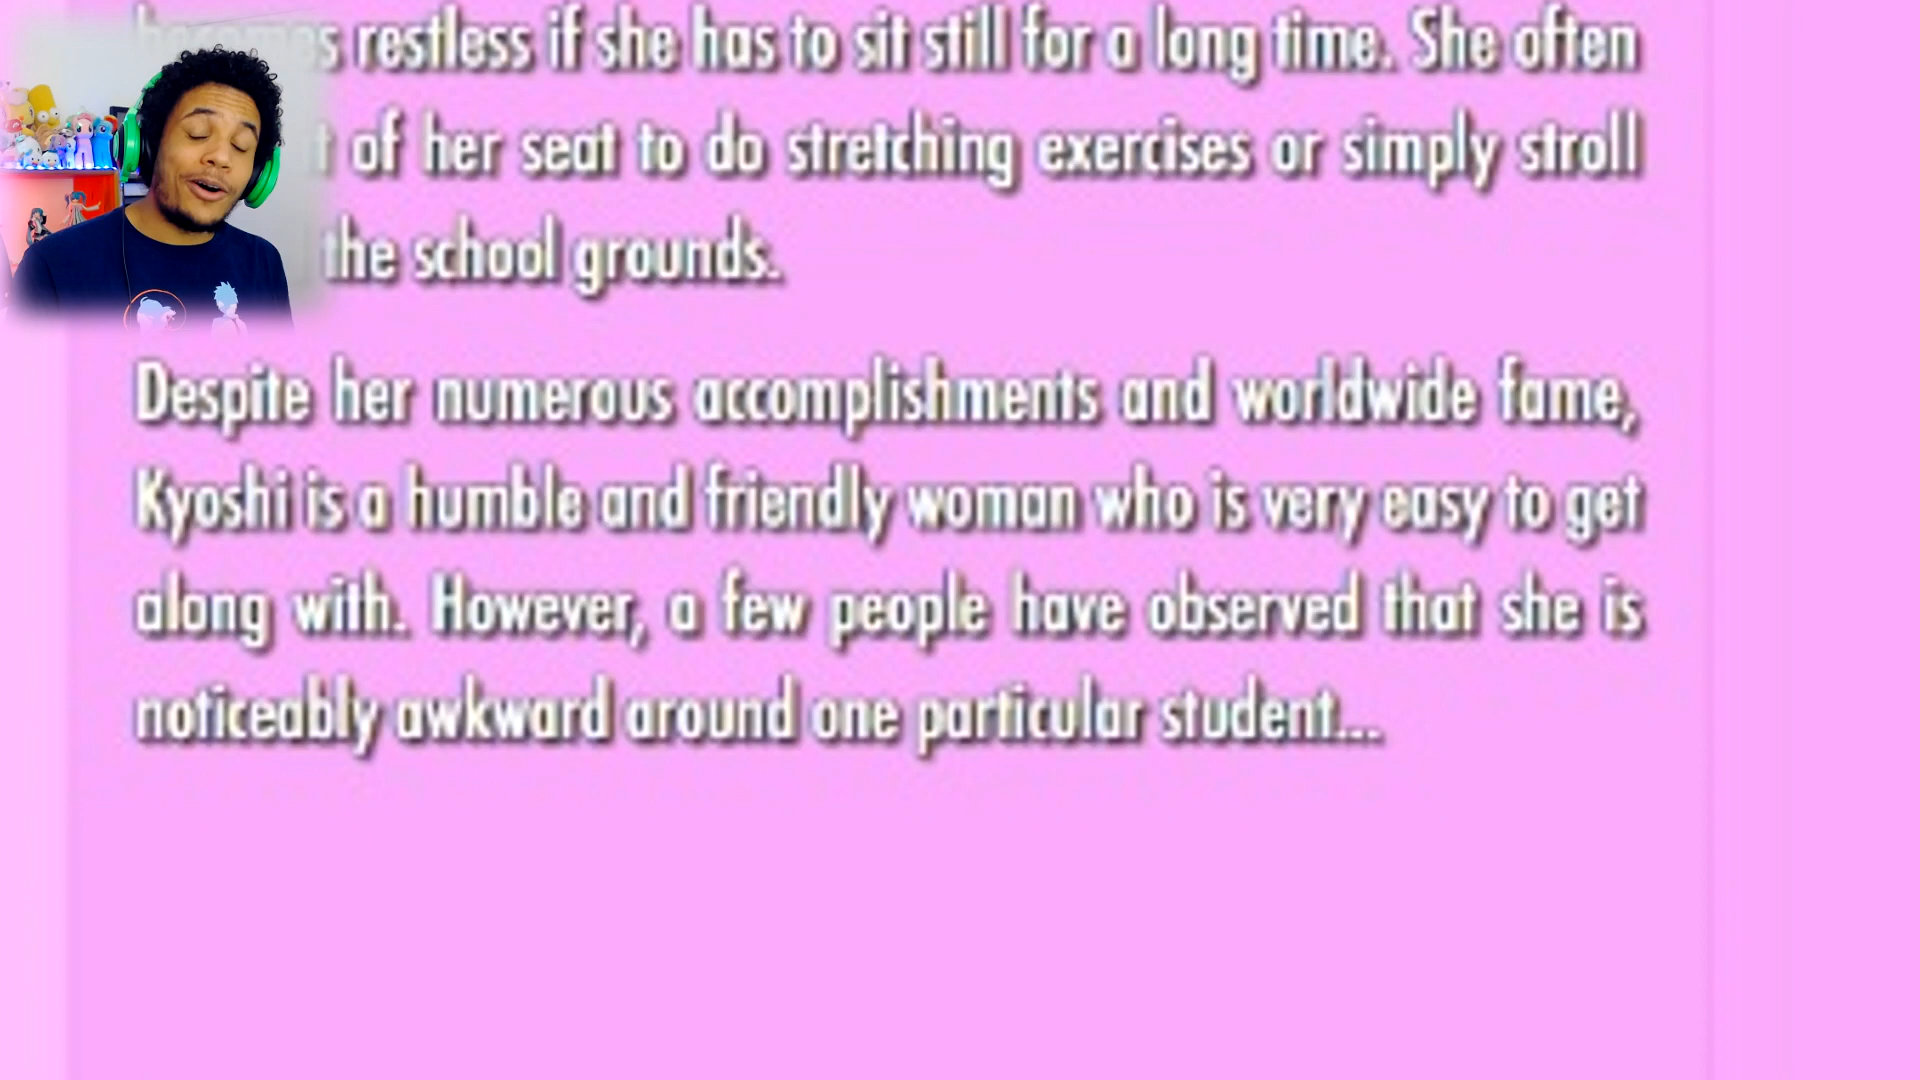 restless if she has to sit still for a long time. She often
of her seat to do stretching exercises or simply stroll
the school grounds.
Despite her numerous accomplishments and worldwide fame,
Kyoshi is a humble and friendly woman who is very easy to get
along with. However, a few people have observed that she is
noticeably awkward around one particular student...